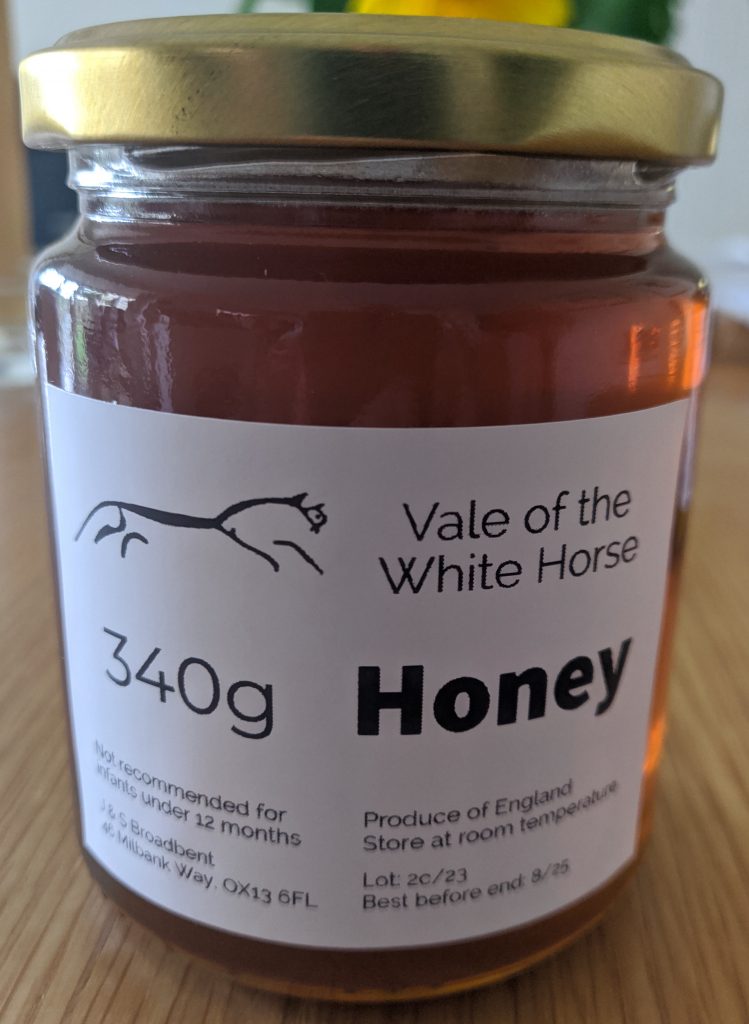 Vale of the
White Horse
340g
Honey
Not recommended for
infants under 12 months
J & S Broadbent
46 Milbank Way, OX13 6FL
Produce of England
Store at room temperature
Lot: 2c/23
Best before end: 8/25